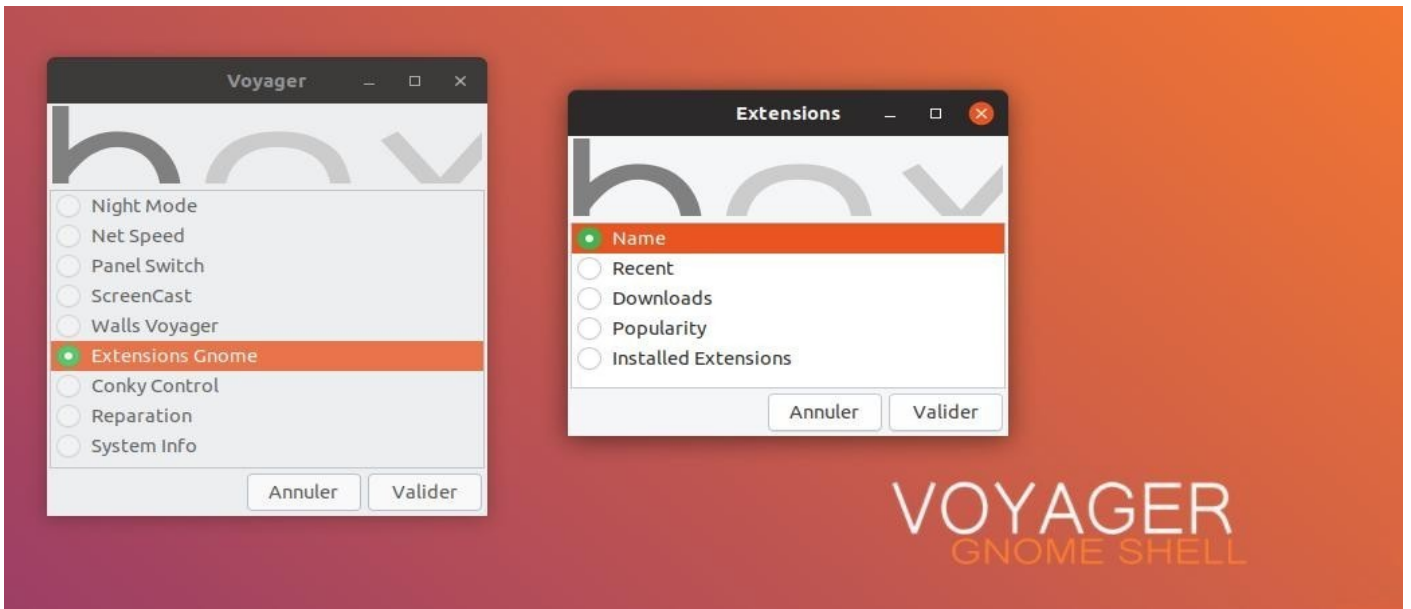 Voyager
Night Mode
Net Speed
Panel Switch
ScreenCast
Walls Voyager
Extensions Gnome
Conky Control
Reparation
System Info
Annuler Valider
Extensions
Name
Recent
Downloads
Popularity
Installed Extensions
Annuler Valider
VOYAGER
GNOME SHELL